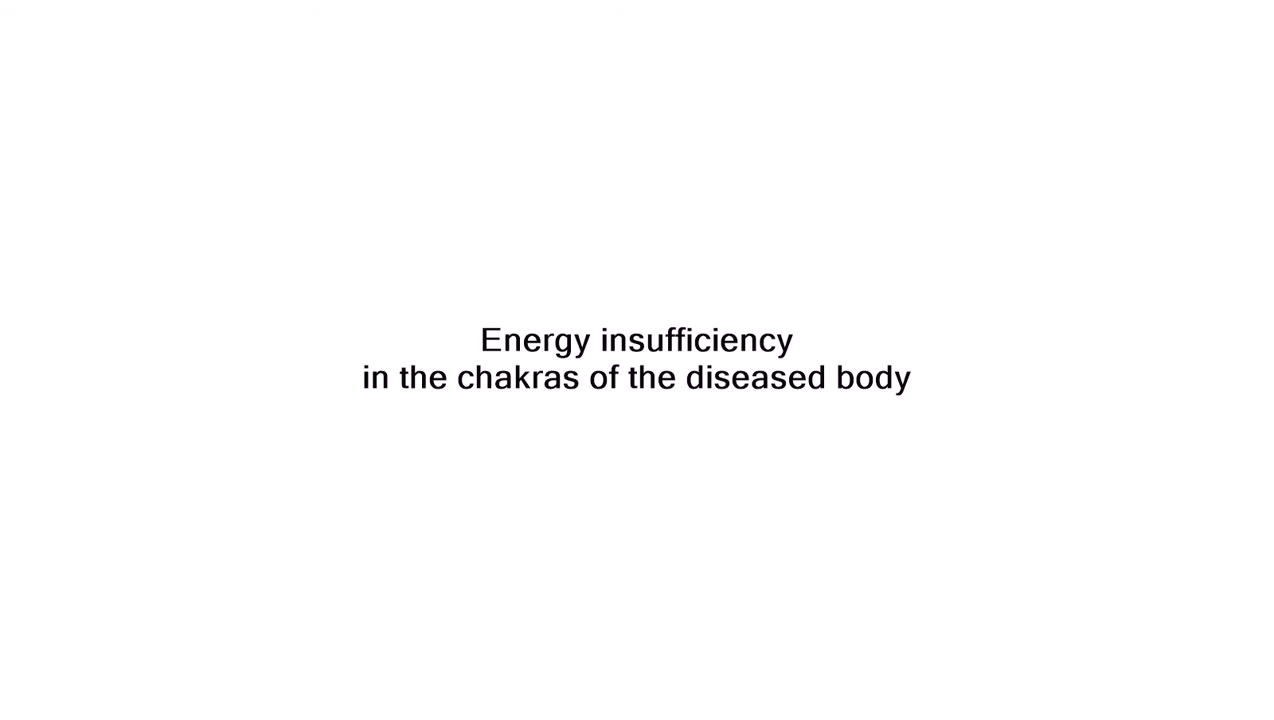 Energy insufficiency
in the chakras of the diseased body